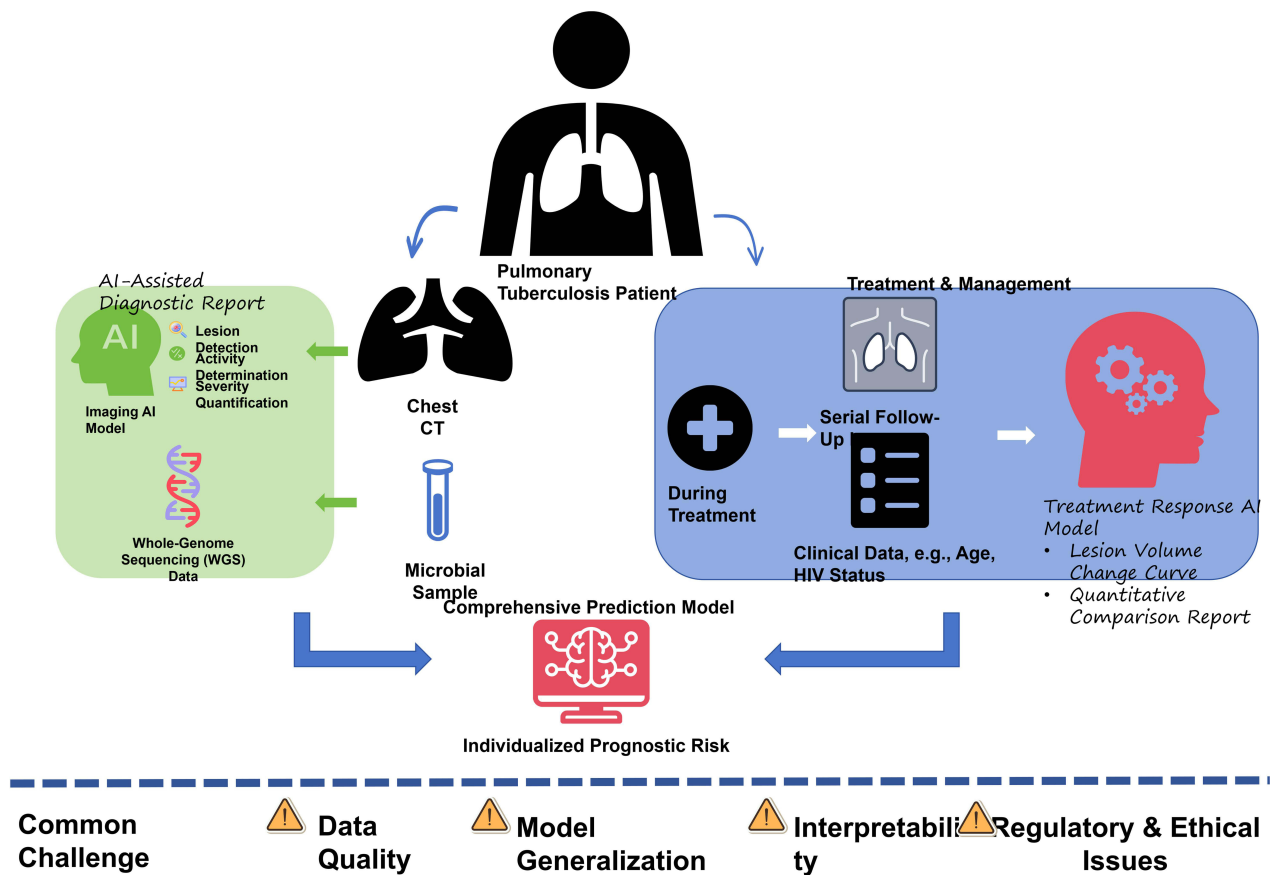 Pulmonary
Tuberculosis Patient
AI-Assisted
Diagnostic Report
AI
Lesion
Detection
Activity
Determination
Severity
Quantification
Imaging AI
Model
Whole-Genome
Sequencing (WGS)
Data
Chest
CT
Microbial
Sample
Treatment & Management
During
Treatment
Serial Follow-
Up
Clinical Data, e.g., Age,
HIV Status
Treatment Response AI
Model
• Lesion Volume
Change Curve
• Quantitative
Comparison Report
Comprehensive Prediction Model
Individualized Prognostic Risk
Common
Challenge
Data
Quality
Model
Generalization
Interpretabili
ty
Regulatory & Ethical
Issues